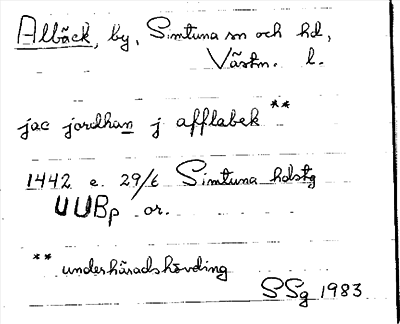 Albäck, by, Simtuna sn och hd,
Västm. l.
jac jordhan j afflabek **
1442 e. 29/6 Simtuna hdstg
UUBp or.
** underhäradshövding
SSg 1983